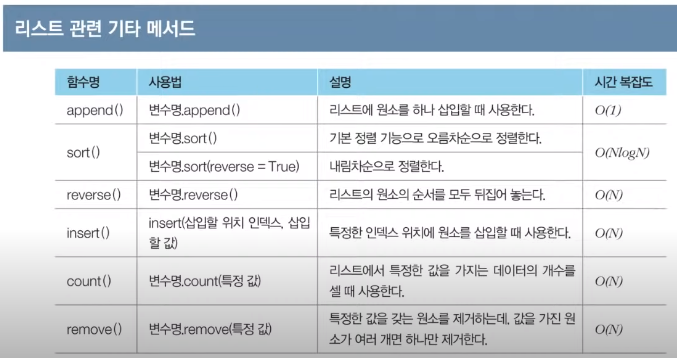 리스트 관련 기타 메서드
함수명 사용법 설명 시간 복잡도
append() 변수명.append() 리스트에 원소를 하나 삽입할 때 사용한다. O(1)
sort() 변수명.sort() 기본 정렬 기능으로 오름차순으로 정렬한다. O(NlogN)
변수명.sort(reverse = True) 내림차순으로 정렬한다.
reverse() 변수명.reverse() 리스트의 원소의 순서를 모두 뒤집어 놓는다. O(N)
insert() insert(삽입할 위치 인덱스, 삽입
할 값) 특정한 인덱스 위치에 원소를 삽입할 때 사용한다. O(N)
count() 변수명.count(특정 값) 리스트에서 특정한 값을 가지는 데이터의 개수를
셀 때 사용한다. O(N)
remove() 변수명.remove(특정 값) 특정한 값을 갖는 원소를 제거하는데, 값을 가진 원
소가 여러 개면 하나만 제거한다. O(N)